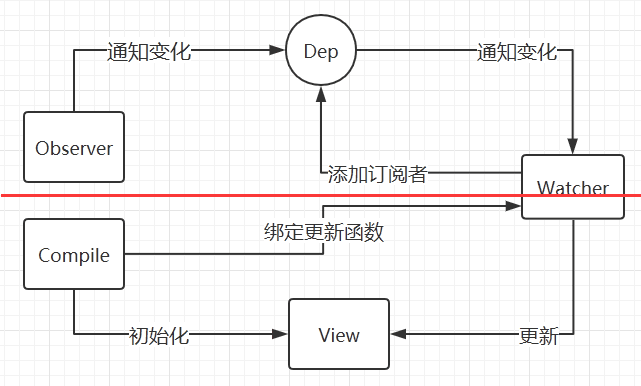 通知变化
Dep
通知变化
Observer
添加订阅者
Watcher
绑定更新函数
Compile
初始化
View
更新